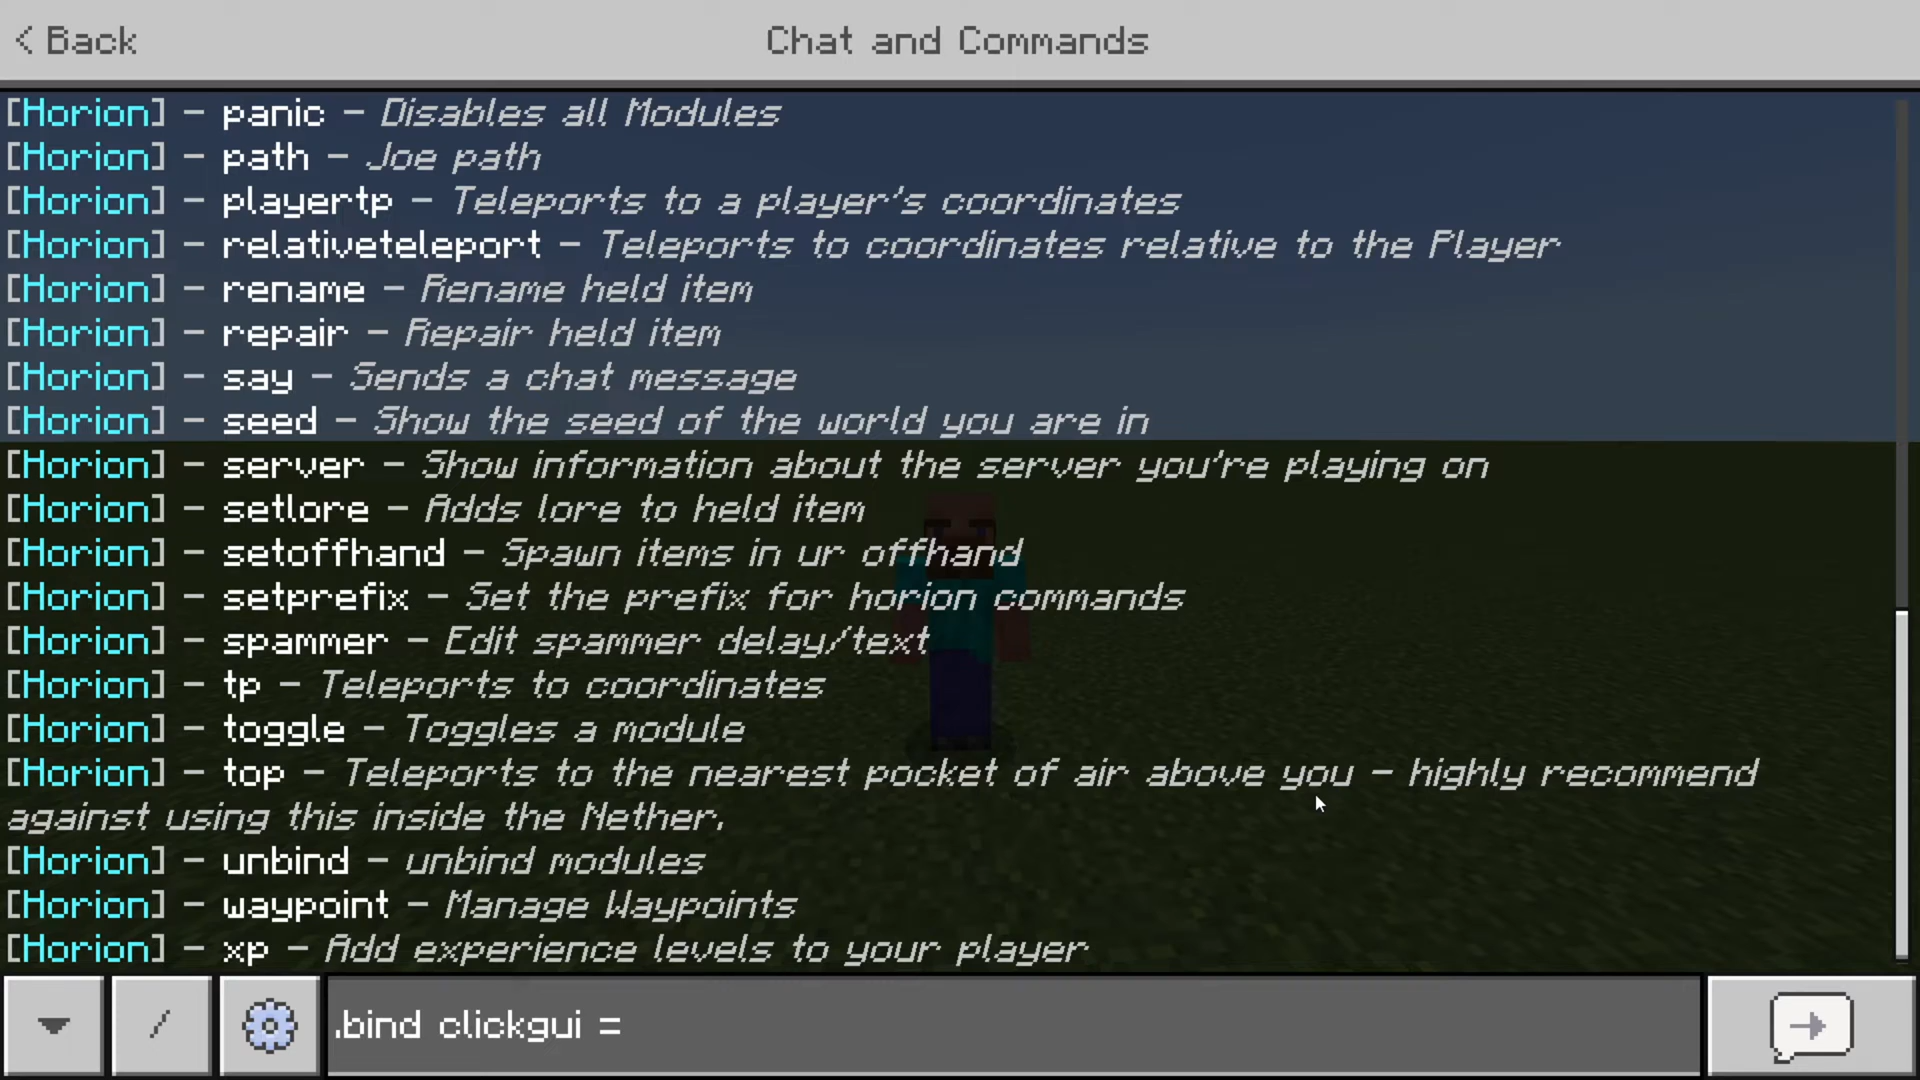 < Back
Chat and Commands
[Horion] - panic - Disables all Modules
[Horion] - path - Joe path
[Horion] - playertp - Teleports to a player's coordinates
[Horion] - relativeteleport - Teleports to coordinates relative to the Player
[Horion] - rename - Rename held item
[Horion] - repair - Repair held item
[Horion] - say - Sends a chat message
[Horion] - seed - Show the seed of the world you are in
[Horion] - server - Show information about the server you're playing on
[Horion] - setlore - Adds lore to held item
[Horion] - setoffhand - Spawn items in ur offhand
[Horion] - setprefix - Set the prefix for horion commands
[Horion] - spammer - Edit spammer delay/text
[Horion] - tp - Teleports to coordinates
[Horion] - toggle - Toggles a module
[Horion] - top - Teleports to the nearest pocket of air above you - highly recommend
against using this inside the Nether.
[Horion] - unbind - unbind modules
[Horion] - waypoint - Manage Waypoints
[Horion] - xp - Add experience levels to your player
/
.bind clickgui =